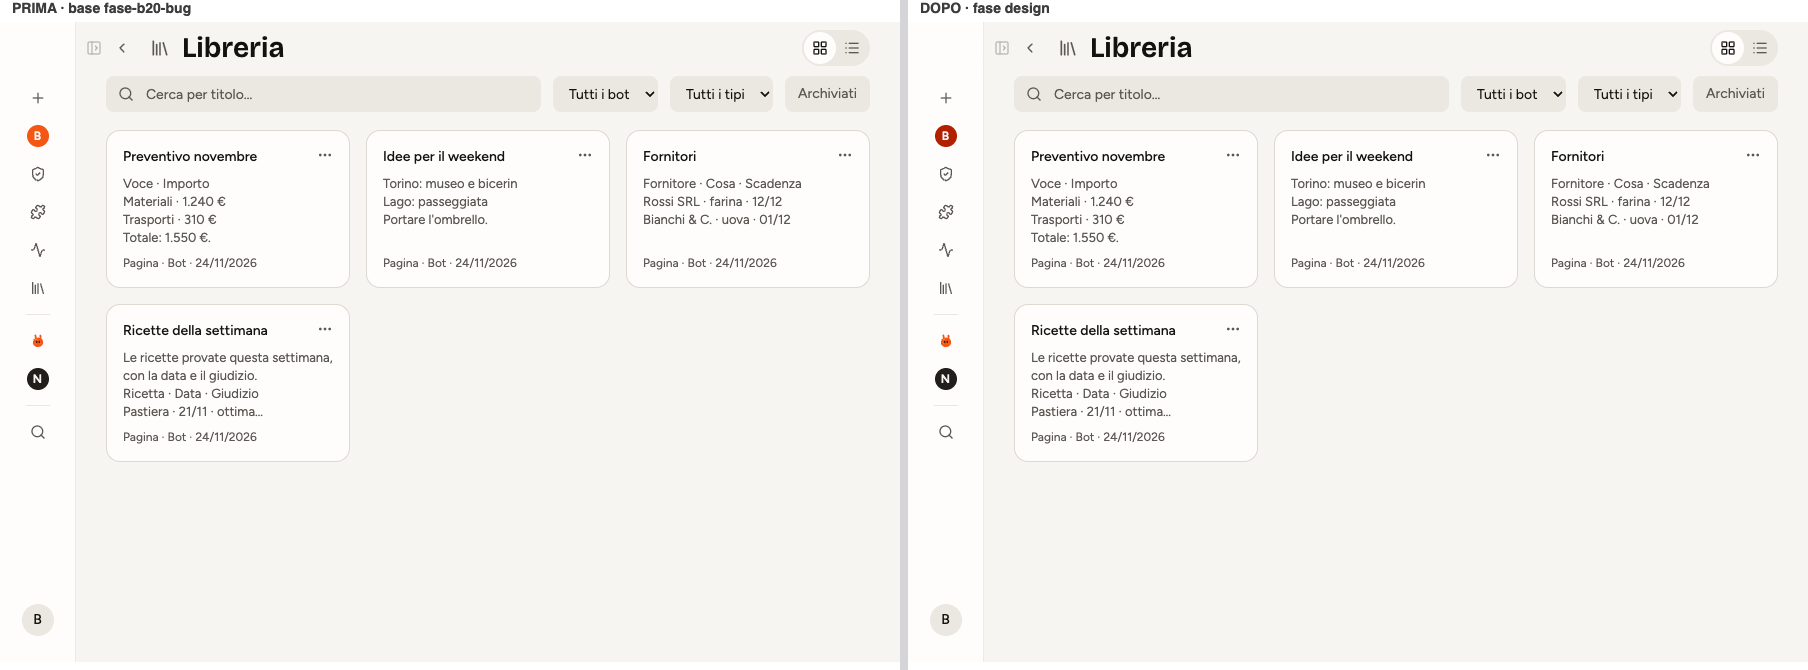 PRIMA · base fase-b20-bug
Libreria
Cerca per titolo...
Tutti i bot
Tutti i tipi
Archiviati
B
N
B
Preventivo novembre
Voce · Importo
Materiali · 1.240 €
Trasporti · 310 €
Totale: 1.550 €.
Pagina · Bot · 24/11/2026
Idee per il weekend
Torino: museo e bicerin
Lago: passeggiata
Portare l'ombrello.
Pagina · Bot · 24/11/2026
Fornitori
Fornitore · Cosa · Scadenza
Rossi SRL · farina · 12/12
Bianchi & C. · uova · 01/12
Pagina · Bot · 24/11/2026
Ricette della settimana
Le ricette provate questa settimana,
con la data e il giudizio.
Ricetta · Data · Giudizio
Pastiera · 21/11 · ottima...
Pagina · Bot · 24/11/2026
DOPO · fase design
Libreria
Cerca per titolo...
Tutti i bot
Tutti i tipi
Archiviati
B
N
B
Preventivo novembre
Voce · Importo
Materiali · 1.240 €
Trasporti · 310 €
Totale: 1.550 €.
Pagina · Bot · 24/11/2026
Idee per il weekend
Torino: museo e bicerin
Lago: passeggiata
Portare l'ombrello.
Pagina · Bot · 24/11/2026
Fornitori
Fornitore · Cosa · Scadenza
Rossi SRL · farina · 12/12
Bianchi & C. · uova · 01/12
Pagina · Bot · 24/11/2026
Ricette della settimana
Le ricette provate questa settimana,
con la data e il giudizio.
Ricetta · Data · Giudizio
Pastiera · 21/11 · ottima...
Pagina · Bot · 24/11/2026